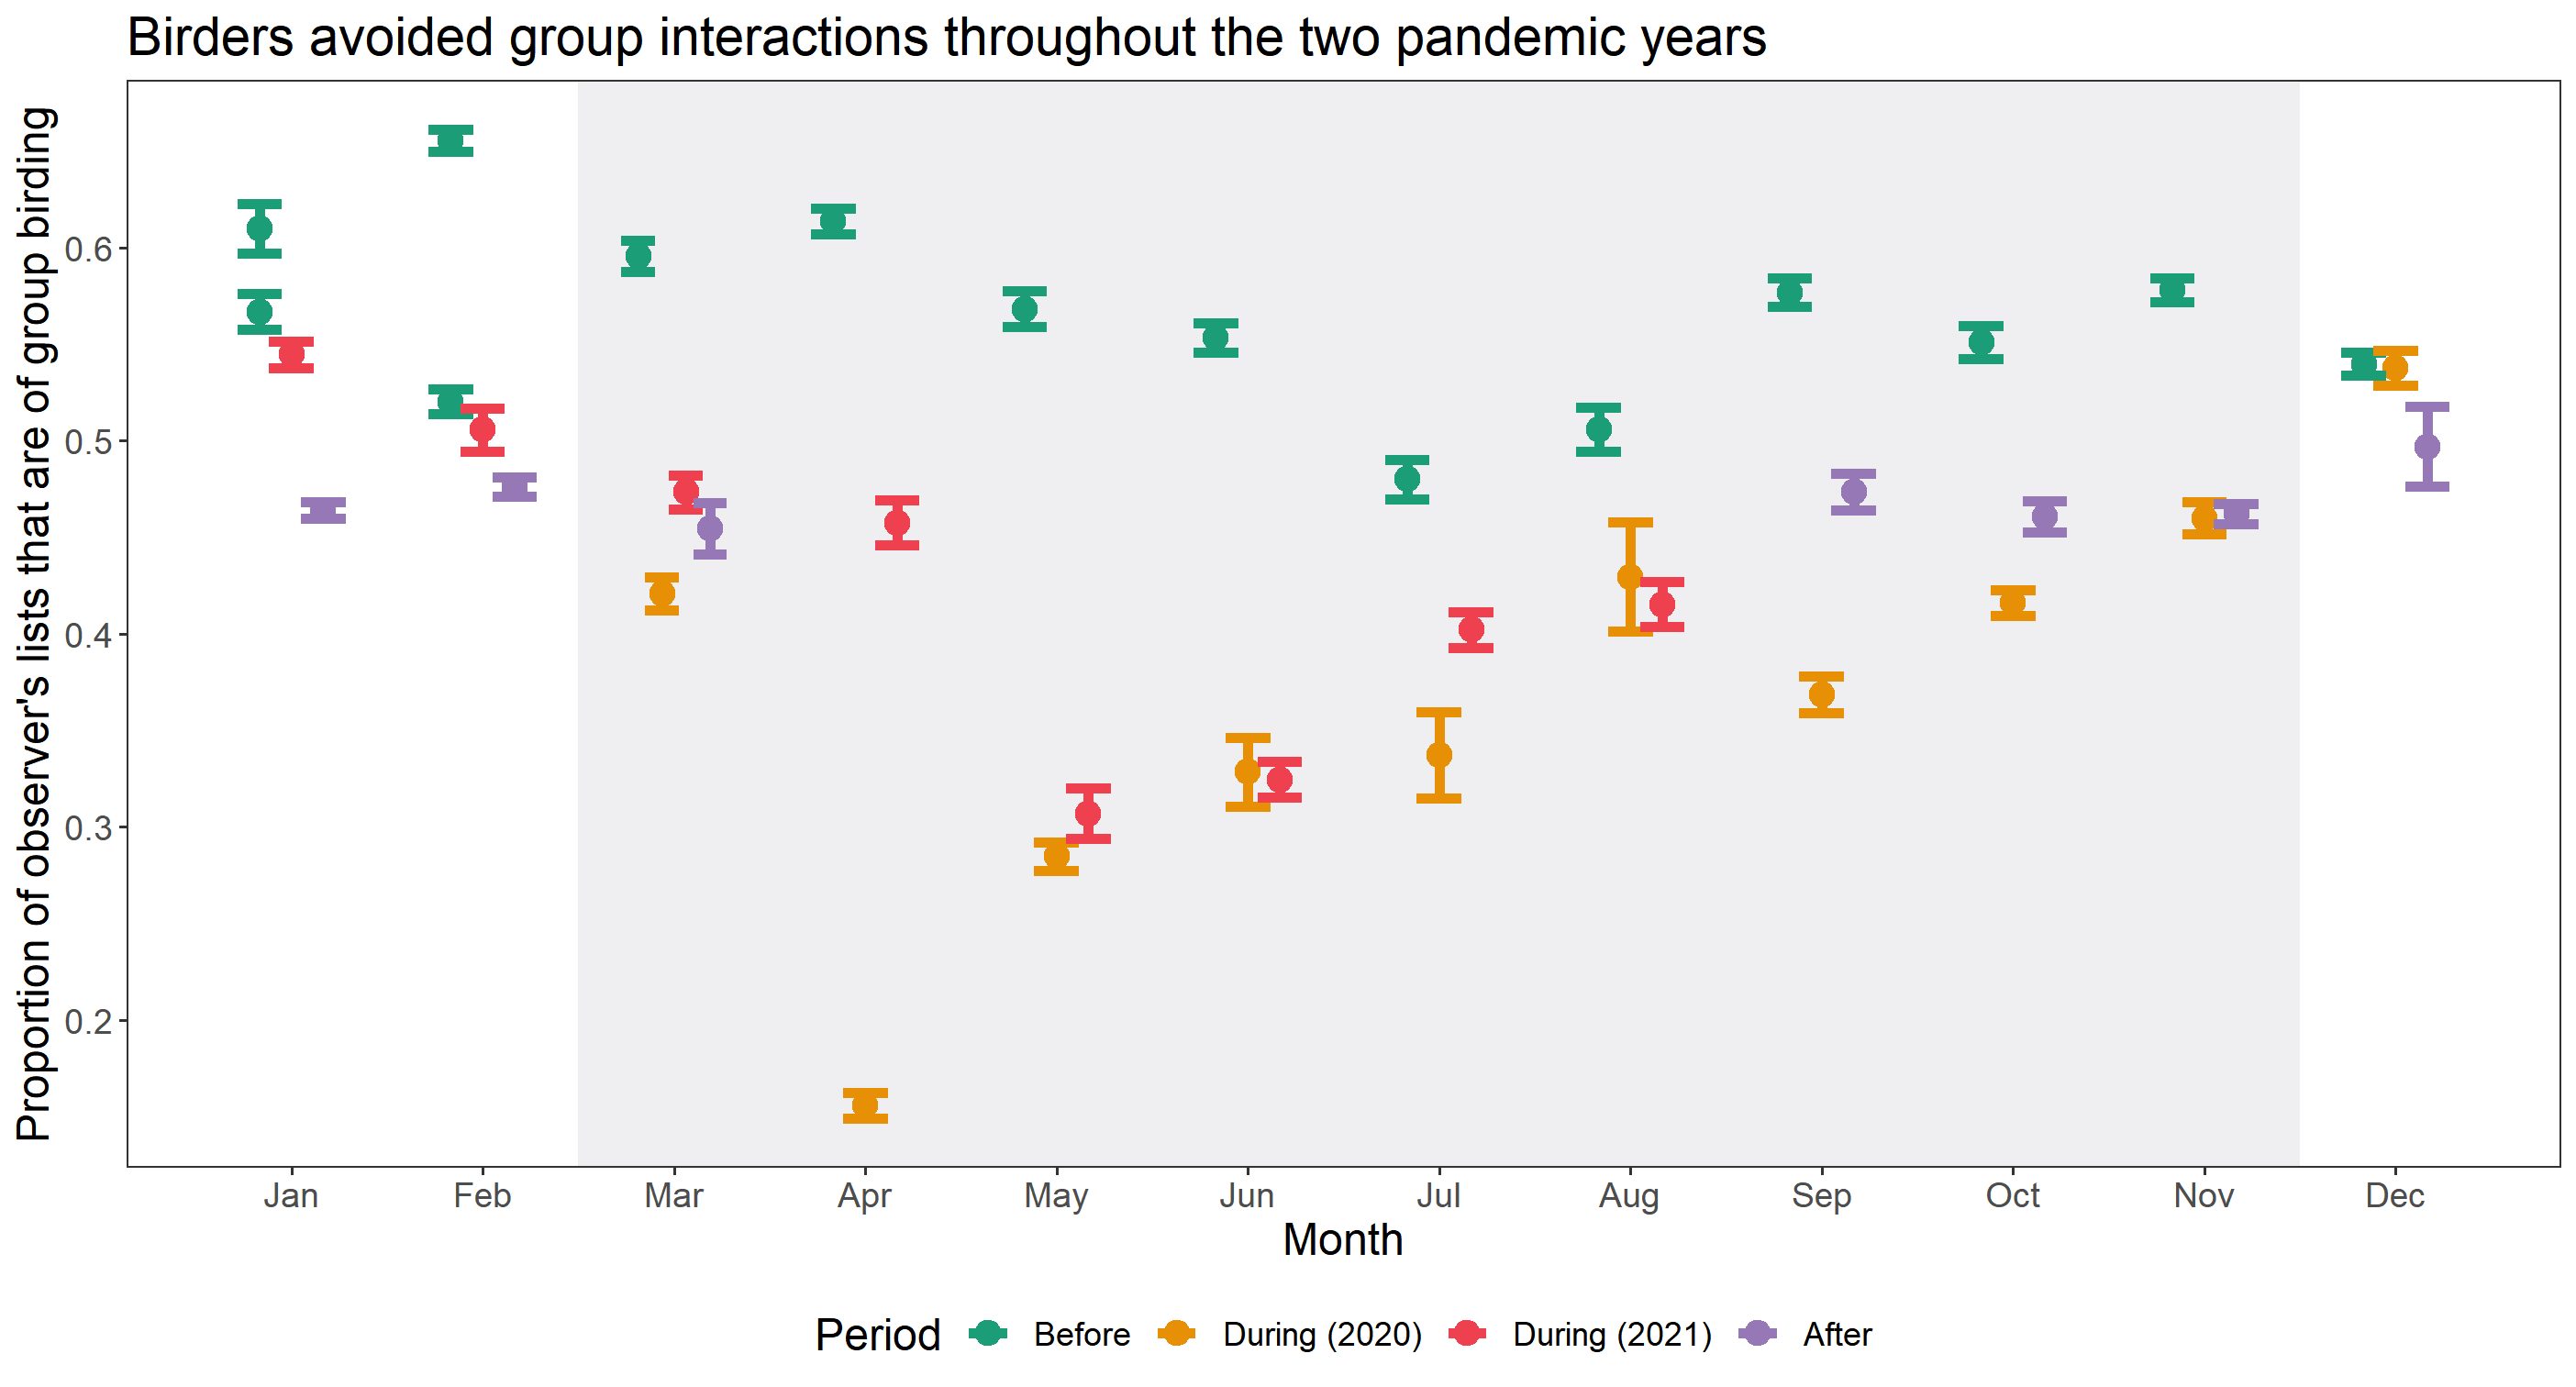 Birders avoided group interactions throughout the two pandemic years
Proportion of observer's lists that are of group birding
0.6
0.5
0.4
0.3
0.2
Jan Feb Mar Apr May Jun Jul Aug Sep Oct Nov Dec
Month
Period Before During (2020) During (2021) After